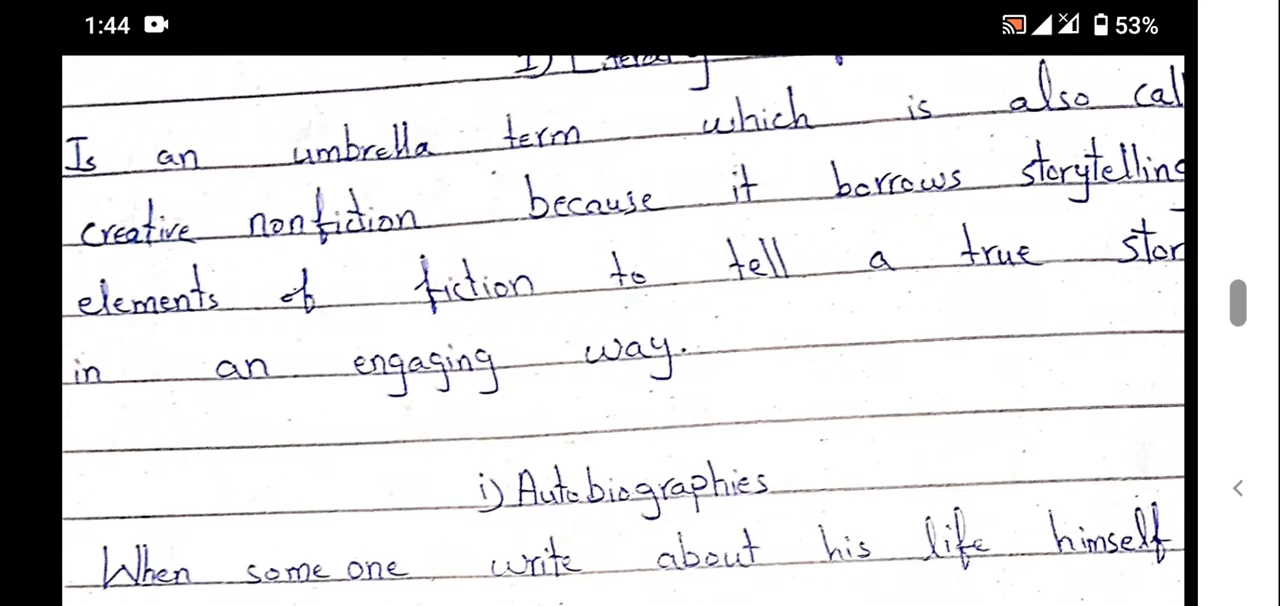 1:44 53%
Is an umbrella term which is also cal
creative nonfiction because it borrows storytelling
elements of fiction to tell a true stor
in an engaging way.
i) Autobiographies
When some one write about his life himself